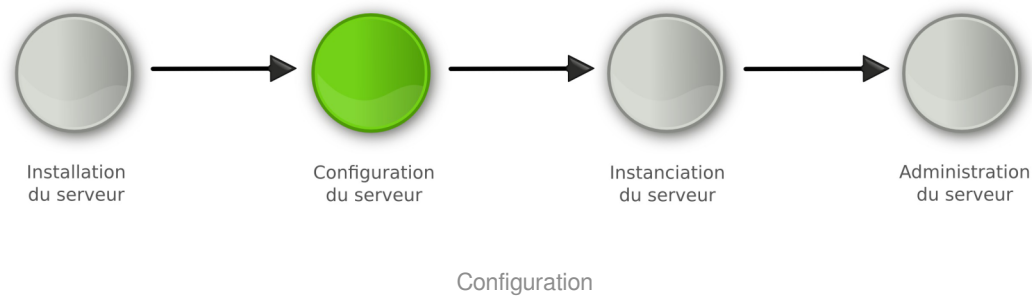 Installation
du serveur
Configuration
du serveur
Instanciation
du serveur
Administration
du serveur
Configuration